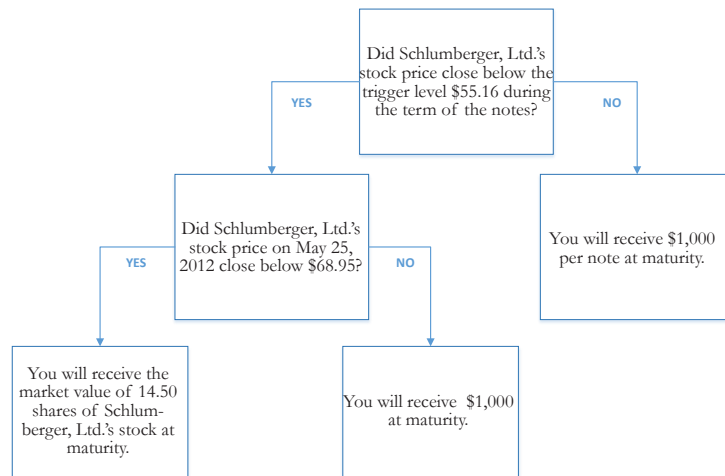 Did Schlumberger, Ltd.'s
stock price close below the
trigger level $55.16 during
the term of the notes?
YES
NO
Did Schlumberger, Ltd.'s
stock price on May 25,
2012 close below $68.95?
You will receive $1,000
per note at maturity.
YES
NO
You will receive the
market value of 14.50
shares of Schlum-
berger, Ltd.'s stock at
maturity.
You will receive $1,000
at maturity.